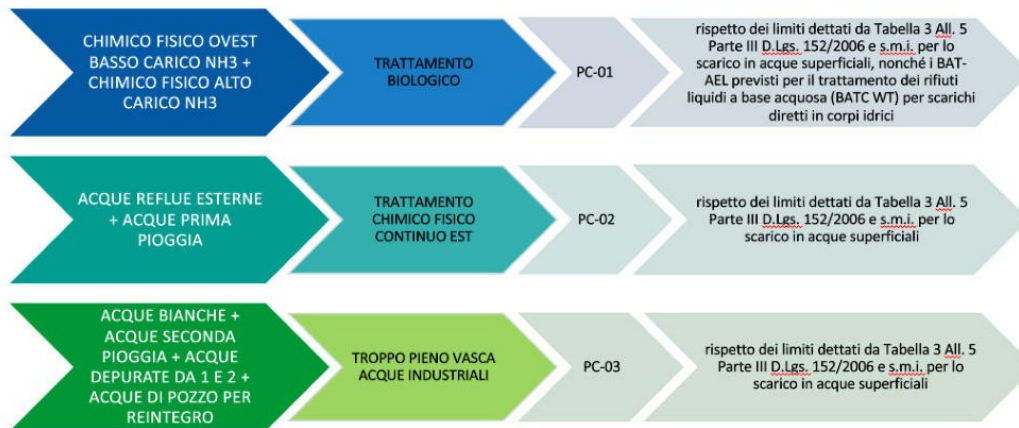 CHIMICO FISICO OVEST
BASSO CARICO NH3 +
CHIMICO FISICO ALTO
CARICO NH3
TRATTAMENTO
BIOLOGICO
PC-01
rispetto dei limiti dettati da Tabella 3 All. 5
Parte III D.Lgs. 152/2006 e s.m.i. per lo
scarico in acque superficiali, nonché i BAT-
AEL previsti per il trattamento dei rifiuti
liquidi a base acquosa (BATC WT) per scarichi
diretti in corpi idrici
ACQUE REFLUE ESTERNE
+ ACQUE PRIMA
PIOGGIA
TRATTAMENTO
CHIMICO FISICO
CONTINUO EST
PC-02
rispetto dei limiti dettati da Tabella 3 All. 5
Parte III D.Lgs. 152/2006 e s.m.i. per lo
scarico in acque superficiali
ACQUE BIANCHE +
ACQUE SECONDA
PIOGGIA + ACQUE
DEPURATE DA 1 E 2 +
ACQUE DI POZZO PER
REINTEGRO
TROPPO PIENO VASCA
ACQUE INDUSTRIALI
PC-03
rispetto dei limiti dettati da Tabella 3 All. 5
Parte III D.Lgs. 152/2006 e s.m.i. per lo
scarico in acque superficiali